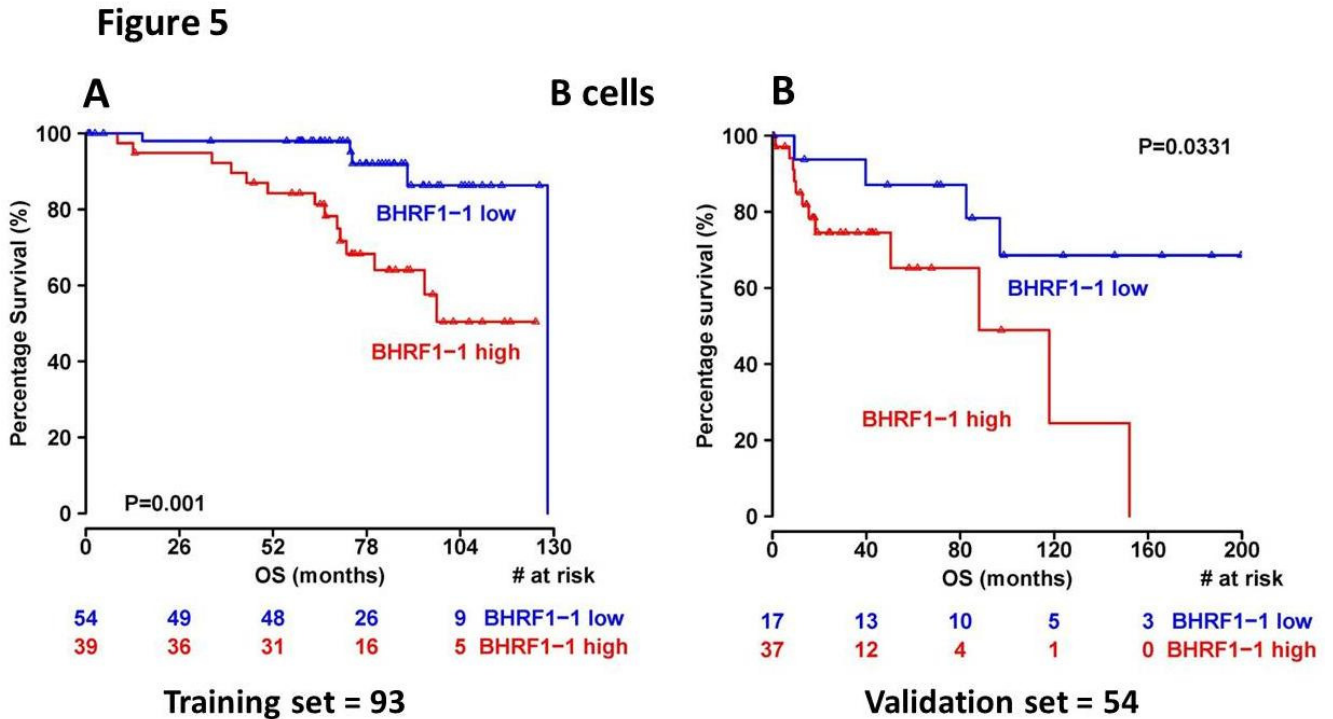 Figure 5
A
B cells
B
Percentage Survival (%)
100
80
60
40
20
0
BHRF1-1 low
BHRF1-1 high
P=0.001
0 26 52 78 104 130
OS (months) # at risk
54 49 48 26 9 BHRF1-1 low
39 36 31 16 5 BHRF1-1 high
Training set = 93
Percentage survival (%)
100
80
60
40
20
0
P=0.0331
BHRF1-1 low
BHRF1-1 high
0 40 80 120 160 200
OS (months) # at risk
17 13 10 5 3 BHRF1-1 low
37 12 4 1 0 BHRF1-1 high
Validation set = 54